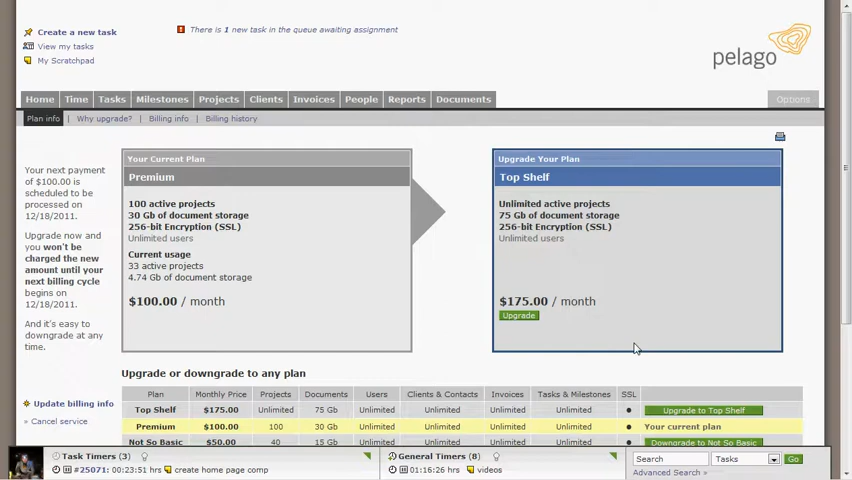 Create a new task
View my tasks
My Scratchpad
There is 1 new task in the queue awaiting assignment
pelago
Home Time Tasks Milestones Projects Clients Invoices People Reports Documents Options
Plan info Why upgrade? Billing info Billing history
Your next payment
of $100.00 is
scheduled to be
processed on
12/18/2011.
Upgrade now and
you won't be
charged the new
amount until your
next billing cycle
begins on
12/18/2011.
And it's easy to
downgrade at any
time.
Update billing info
» Cancel service
Your Current Plan
Premium
100 active projects
30 Gb of document storage
256-bit Encryption (SSL)
Unlimited users
Current usage
33 active projects
4.74 Gb of document storage
$100.00 / month
Upgrade Your Plan
Top Shelf
Unlimited active projects
75 Gb of document storage
256-bit Encryption (SSL)
Unlimited users
$175.00 / month
Upgrade
Upgrade or downgrade to any plan
Plan Monthly Price Projects Documents Users Clients & Contacts Invoices Tasks & Milestones SSL
Top Shelf $175.00 Unlimited 75 Gb Unlimited Unlimited Unlimited Unlimited ● Upgrade to Top Shelf
Premium $100.00 100 30 Gb Unlimited Unlimited Unlimited Unlimited ● Your current plan
Not So Basic $50.00 40 15 Gb Unlimited Unlimited Unlimited Unlimited ● Downgrade to Not So Basic
Task Timers (3)
#25071: 00:23:51 hrs create home page comp
General Timers (8)
01:16:26 hrs videos
Search Tasks Go
Advanced Search »